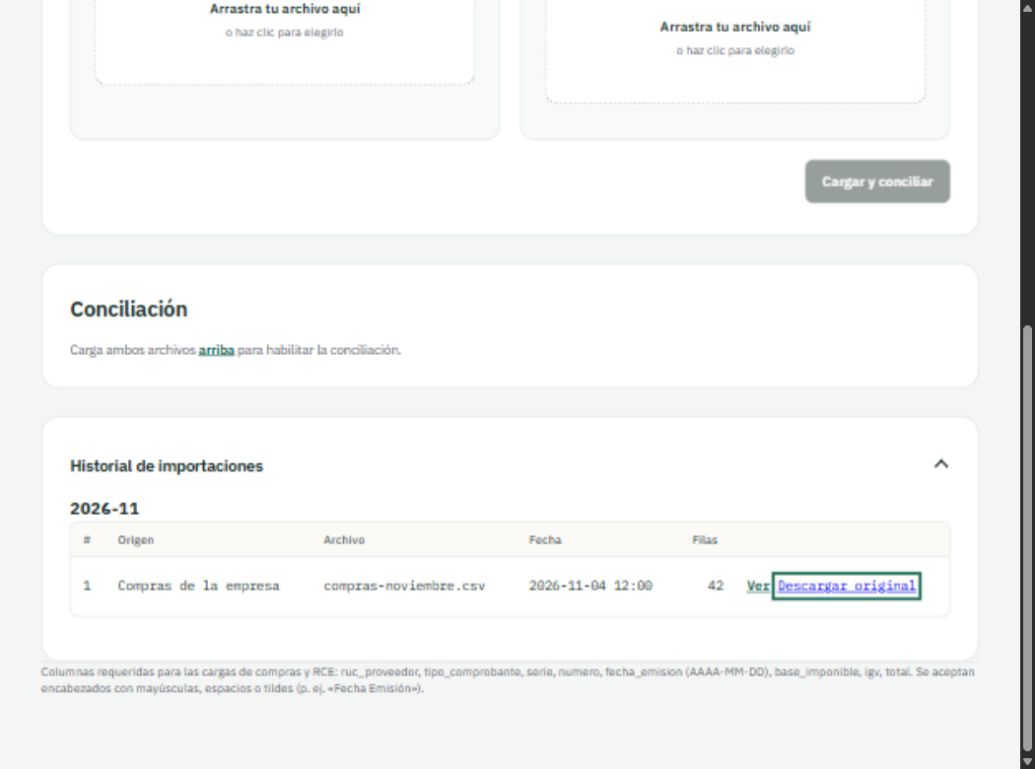 Arrastra tu archivo aquí
o haz clic para elegirlo
Arrastra tu archivo aquí
o haz clic para elegirlo
Cargar y conciliar
Conciliación
Carga ambos archivos arriba para habilitar la conciliación.
Historial de importaciones
2026-11
# Origen Archivo Fecha Filas
1 Compras de la empresa compras-noviembre.csv 2026-11-04 12:00 42 Ver Descargar original
Columnas requeridas para las cargas de compras y RCE: ruc_proveedor, tipo_comprobante, serie, numero, fecha_emision (AAAA-MM-DD), base_imponible, igv, total. Se aceptan
encabezados con mayúsculas, espacios o tildes (p. ej. «Fecha Emisión»).